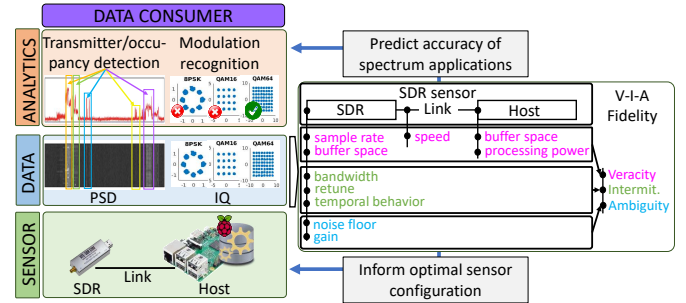 DATA CONSUMER
ANALYTICS
Transmitter/occu-
pancy detection
Modulation
recognition
BPSK
QAM16
QAM64
Predict accuracy of
spectrum applications
SDR sensor
SDR
Link
Host
V-I-A
Fidelity
sample rate
buffer space
speed
buffer space
processing power
bandwidth
retune
temporal behavior
noise floor
gain
Veracity
Intermit.
Ambiguity
DATA
BPSK
QAM16
QAM64
PSD
IQ
SENSOR
SDR
Link
Host
Inform optimal sensor
configuration